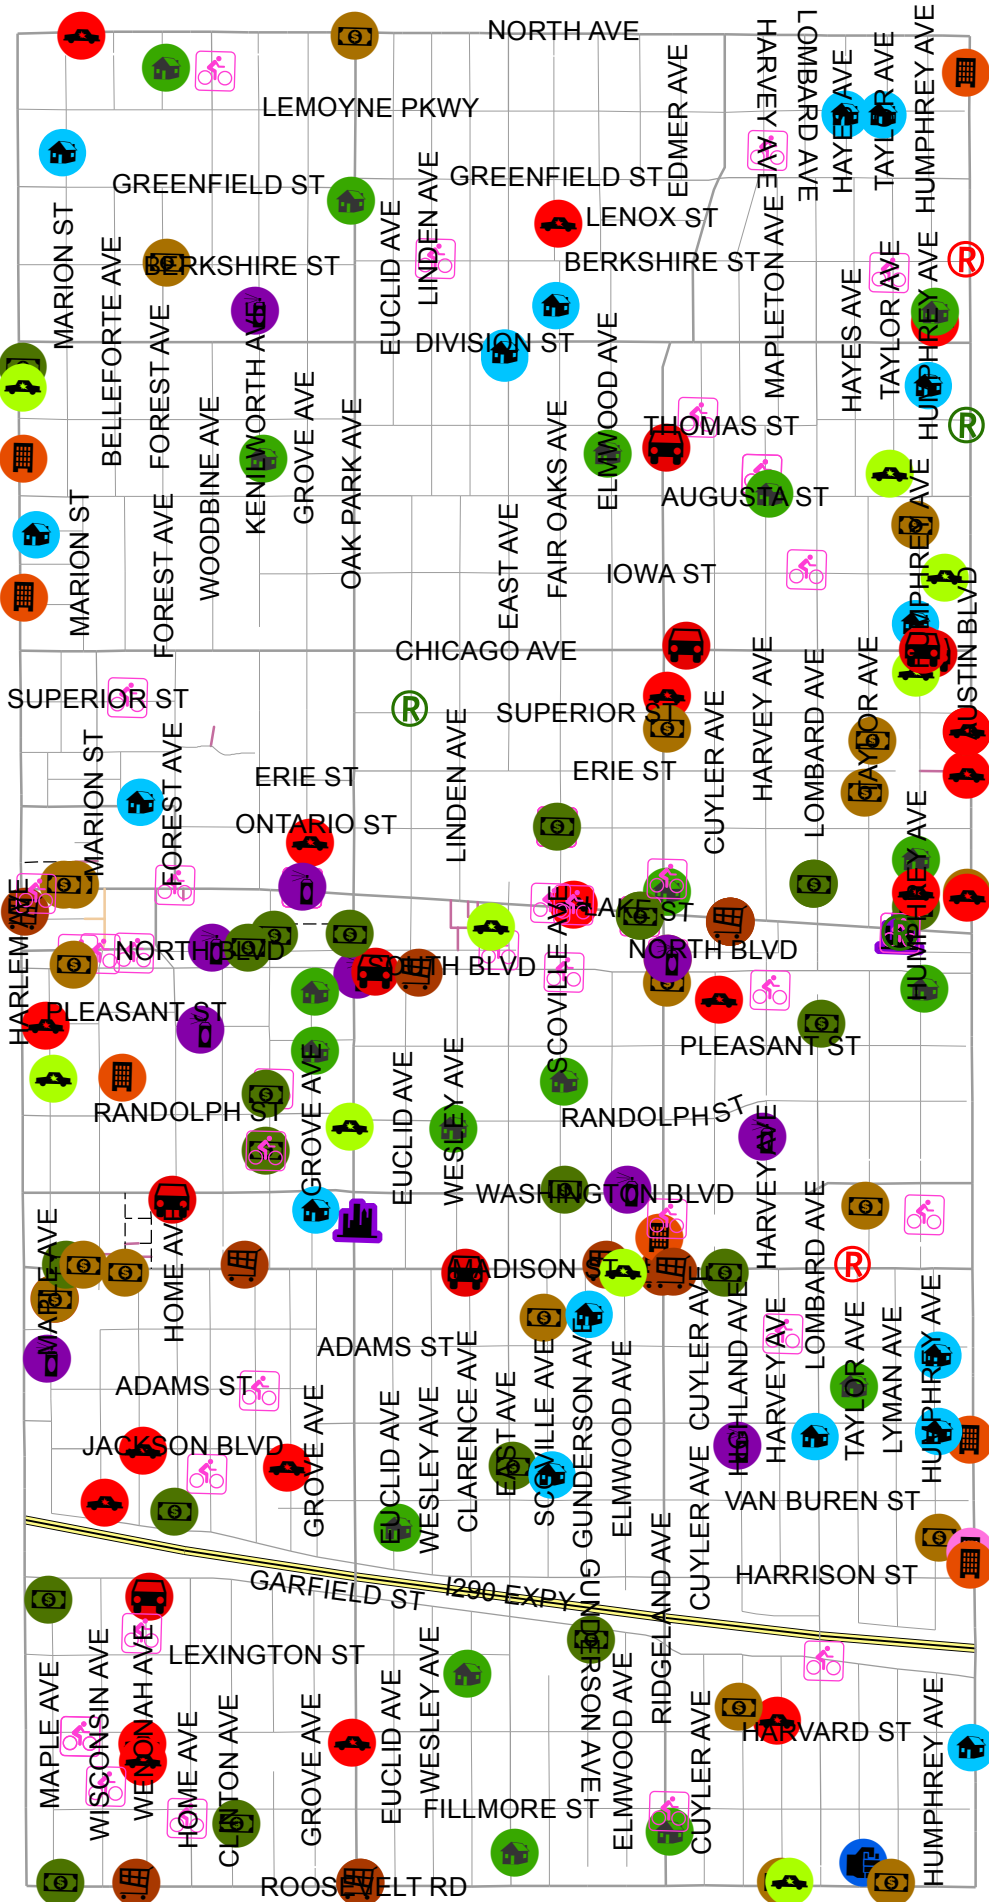 NORTH AVE
LEMOYNE PKWY
EDMER AVE
HARVEY AVE
LOMBARD AVE
HAYES AVE
TAYLOR AVE
HUMPHREY AVE
GREENFIELD ST
GREENFIELD ST
LENOX ST
MARION ST
BELLEFORTE AVE
BERKSHIRE ST
EUCLID AVE
LINDEN AVE
BERKSHIRE ST
MAPLETON AVE
HAYES AVE
TAYLOR AVE
HUMPHREY AVE
®
DIVISION ST
FOREST AVE
WOODBINE AVE
KENILWORTH AVE
GROVE AVE
OAK PARK AVE
FAIR OAKS AVE
ELMWOOD AVE
THOMAS ST
®
AUGUSTA ST
MARION ST
FOREST AVE
EAST AVE
IOWA ST
HUMPHREY AVE
AUSTIN BLVD
CHICAGO AVE
SUPERIOR ST
®
SUPERIOR ST
CUYLER AVE
HARVEY AVE
LOMBARD AVE
TAYLOR AVE
MARION ST
FOREST AVE
ERIE ST
LINDEN AVE
ERIE ST
ONTARIO ST
HUMPHREY AVE
HARLEM AVE
LAKE ST
NORTH BLVD
SOUTH BLVD
SCOVILLE AVE
NORTH BLVD
PLEASANT ST
PLEASANT ST
RANDOLPH ST
GROVE AVE
EUCLID AVE
WESLEY AVE
RANDOLPH ST
HARVEY AVE
WASHINGTON BLVD
LOMBARD AVE
MAPLE AVE
HOME AVE
MADISON ST
®
ADAMS ST
ADAMS ST
CUYLER AVE
HIGHLAND AVE
HARVEY AVE
TAYLOR AVE
LYMAN AVE
HUMPHREY AVE
JACKSON BLVD
GROVE AVE
EUCLID AVE
WESLEY AVE
CLARENCE AVE
EAST AVE
SCOVILLE AVE
GUNDERSON AVE
ELMWOOD AVE
VAN BUREN ST
CUYLER AVE
HARRISON ST
GARFIELD ST
I290 EXPY
GUNDERSON AVE
RIDGELAND AVE
LEXINGTON ST
MAPLE AVE
WISCONSIN AVE
WENONAH AVE
HOME AVE
CLINTON AVE
GROVE AVE
EUCLID AVE
WESLEY AVE
ELMWOOD AVE
CUYLER AVE
HARVARD ST
HUMPHREY AVE
FILLMORE ST
ROOSEVELT RD